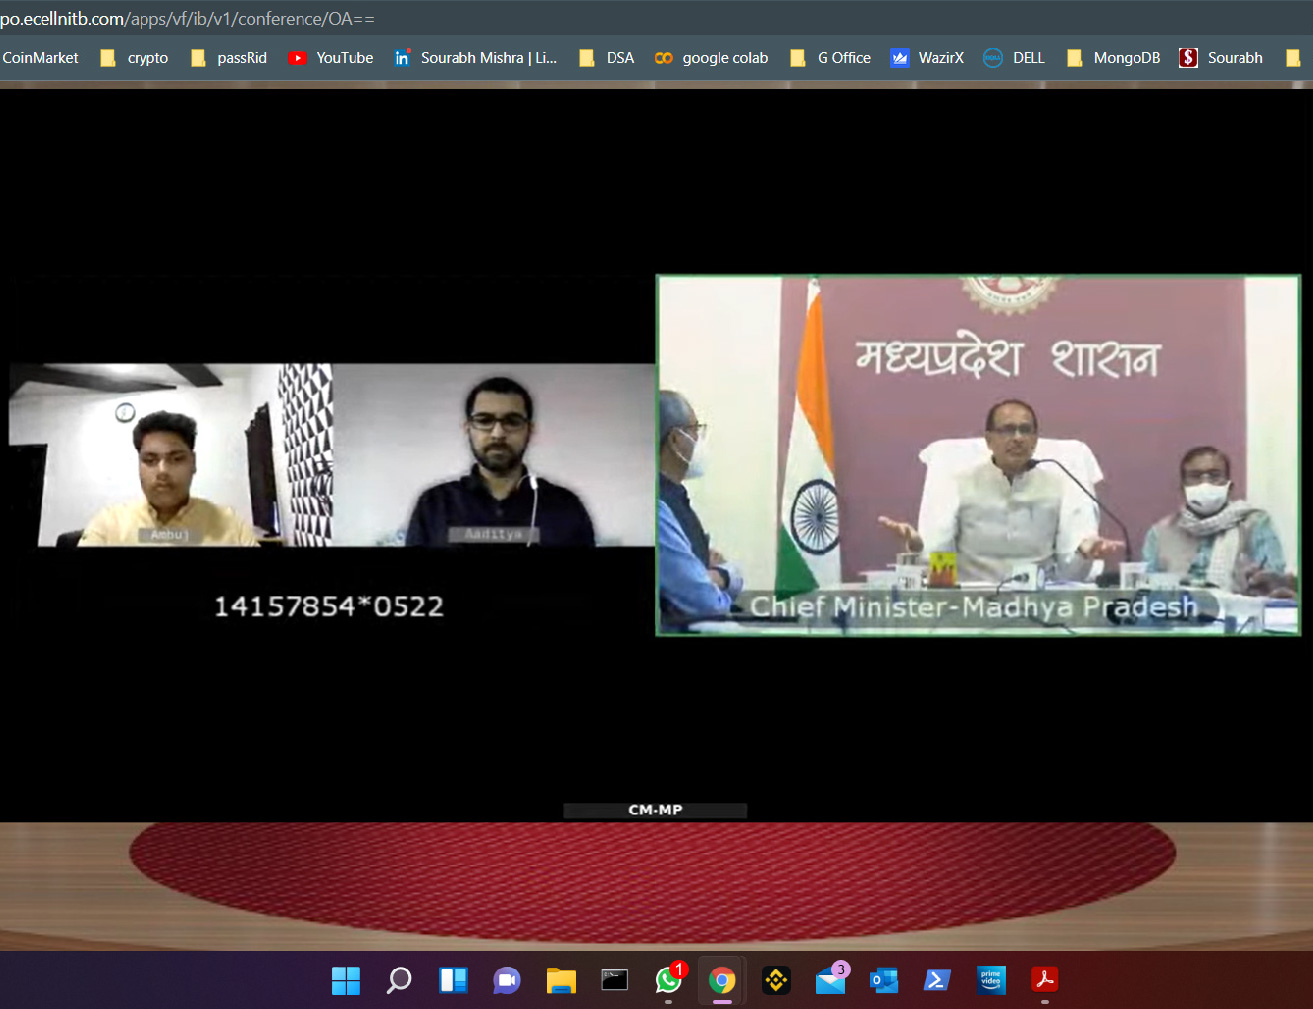 po.ecellnitb.com/apps/vf/ib/v1/conference/OA==
CoinMarket crypto passRid YouTube Sourabh Mishra | Li... DSA google colab G Office WazirX DELL MongoDB Sourabh
मध्यप्रदेश शासन
Ambuj
Aaditya
14157854*0522
Chief Minister-Madhya Pradesh
CM-MP
1
3
prime video